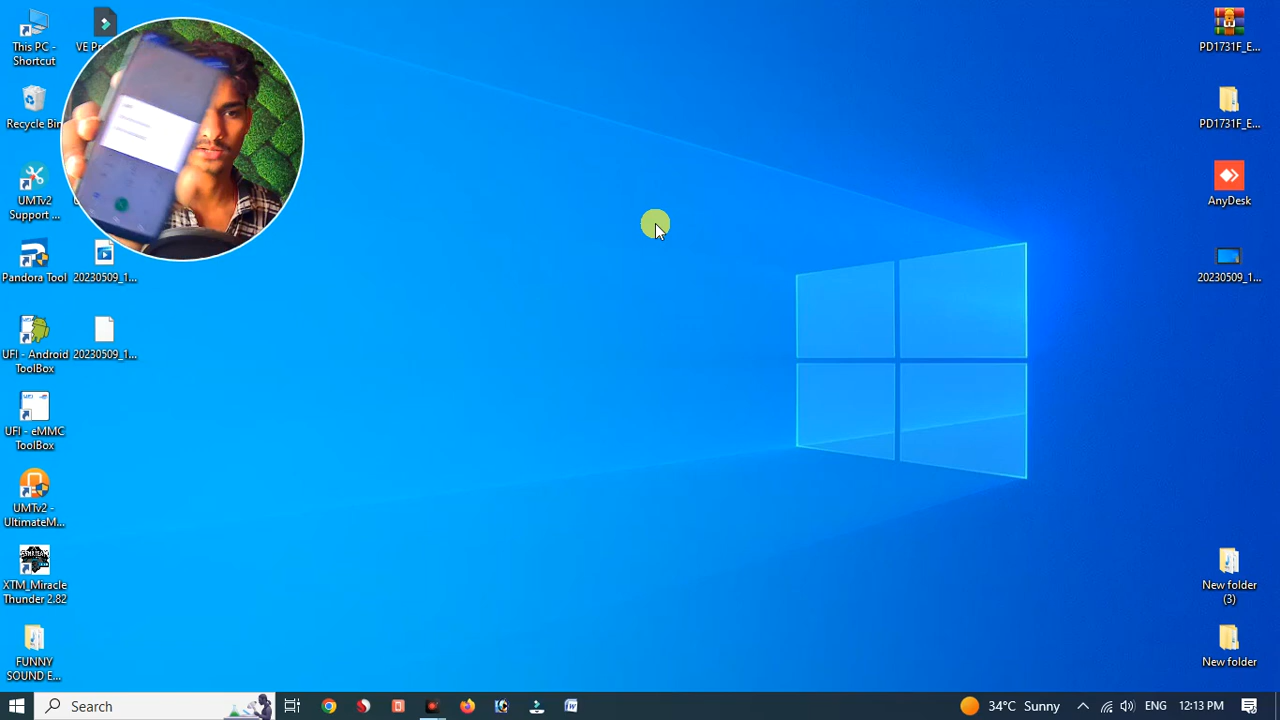 This PC -
Shortcut
VE Pr
Recycle Bin
UMTv2
Support ...
Pandora Tool
20230509_1...
UFI - Android
ToolBox
20230509_1...
UFI - eMMC
ToolBox
UMTv2 -
UltimateM...
XTM_Miracle
Thunder 2.82
FUNNY
SOUND E...
PD1731F_E...
PD1731F_E...
AnyDesk
20230509_1...
New folder
(3)
New folder
Search
34°C Sunny
ENG
12:13 PM